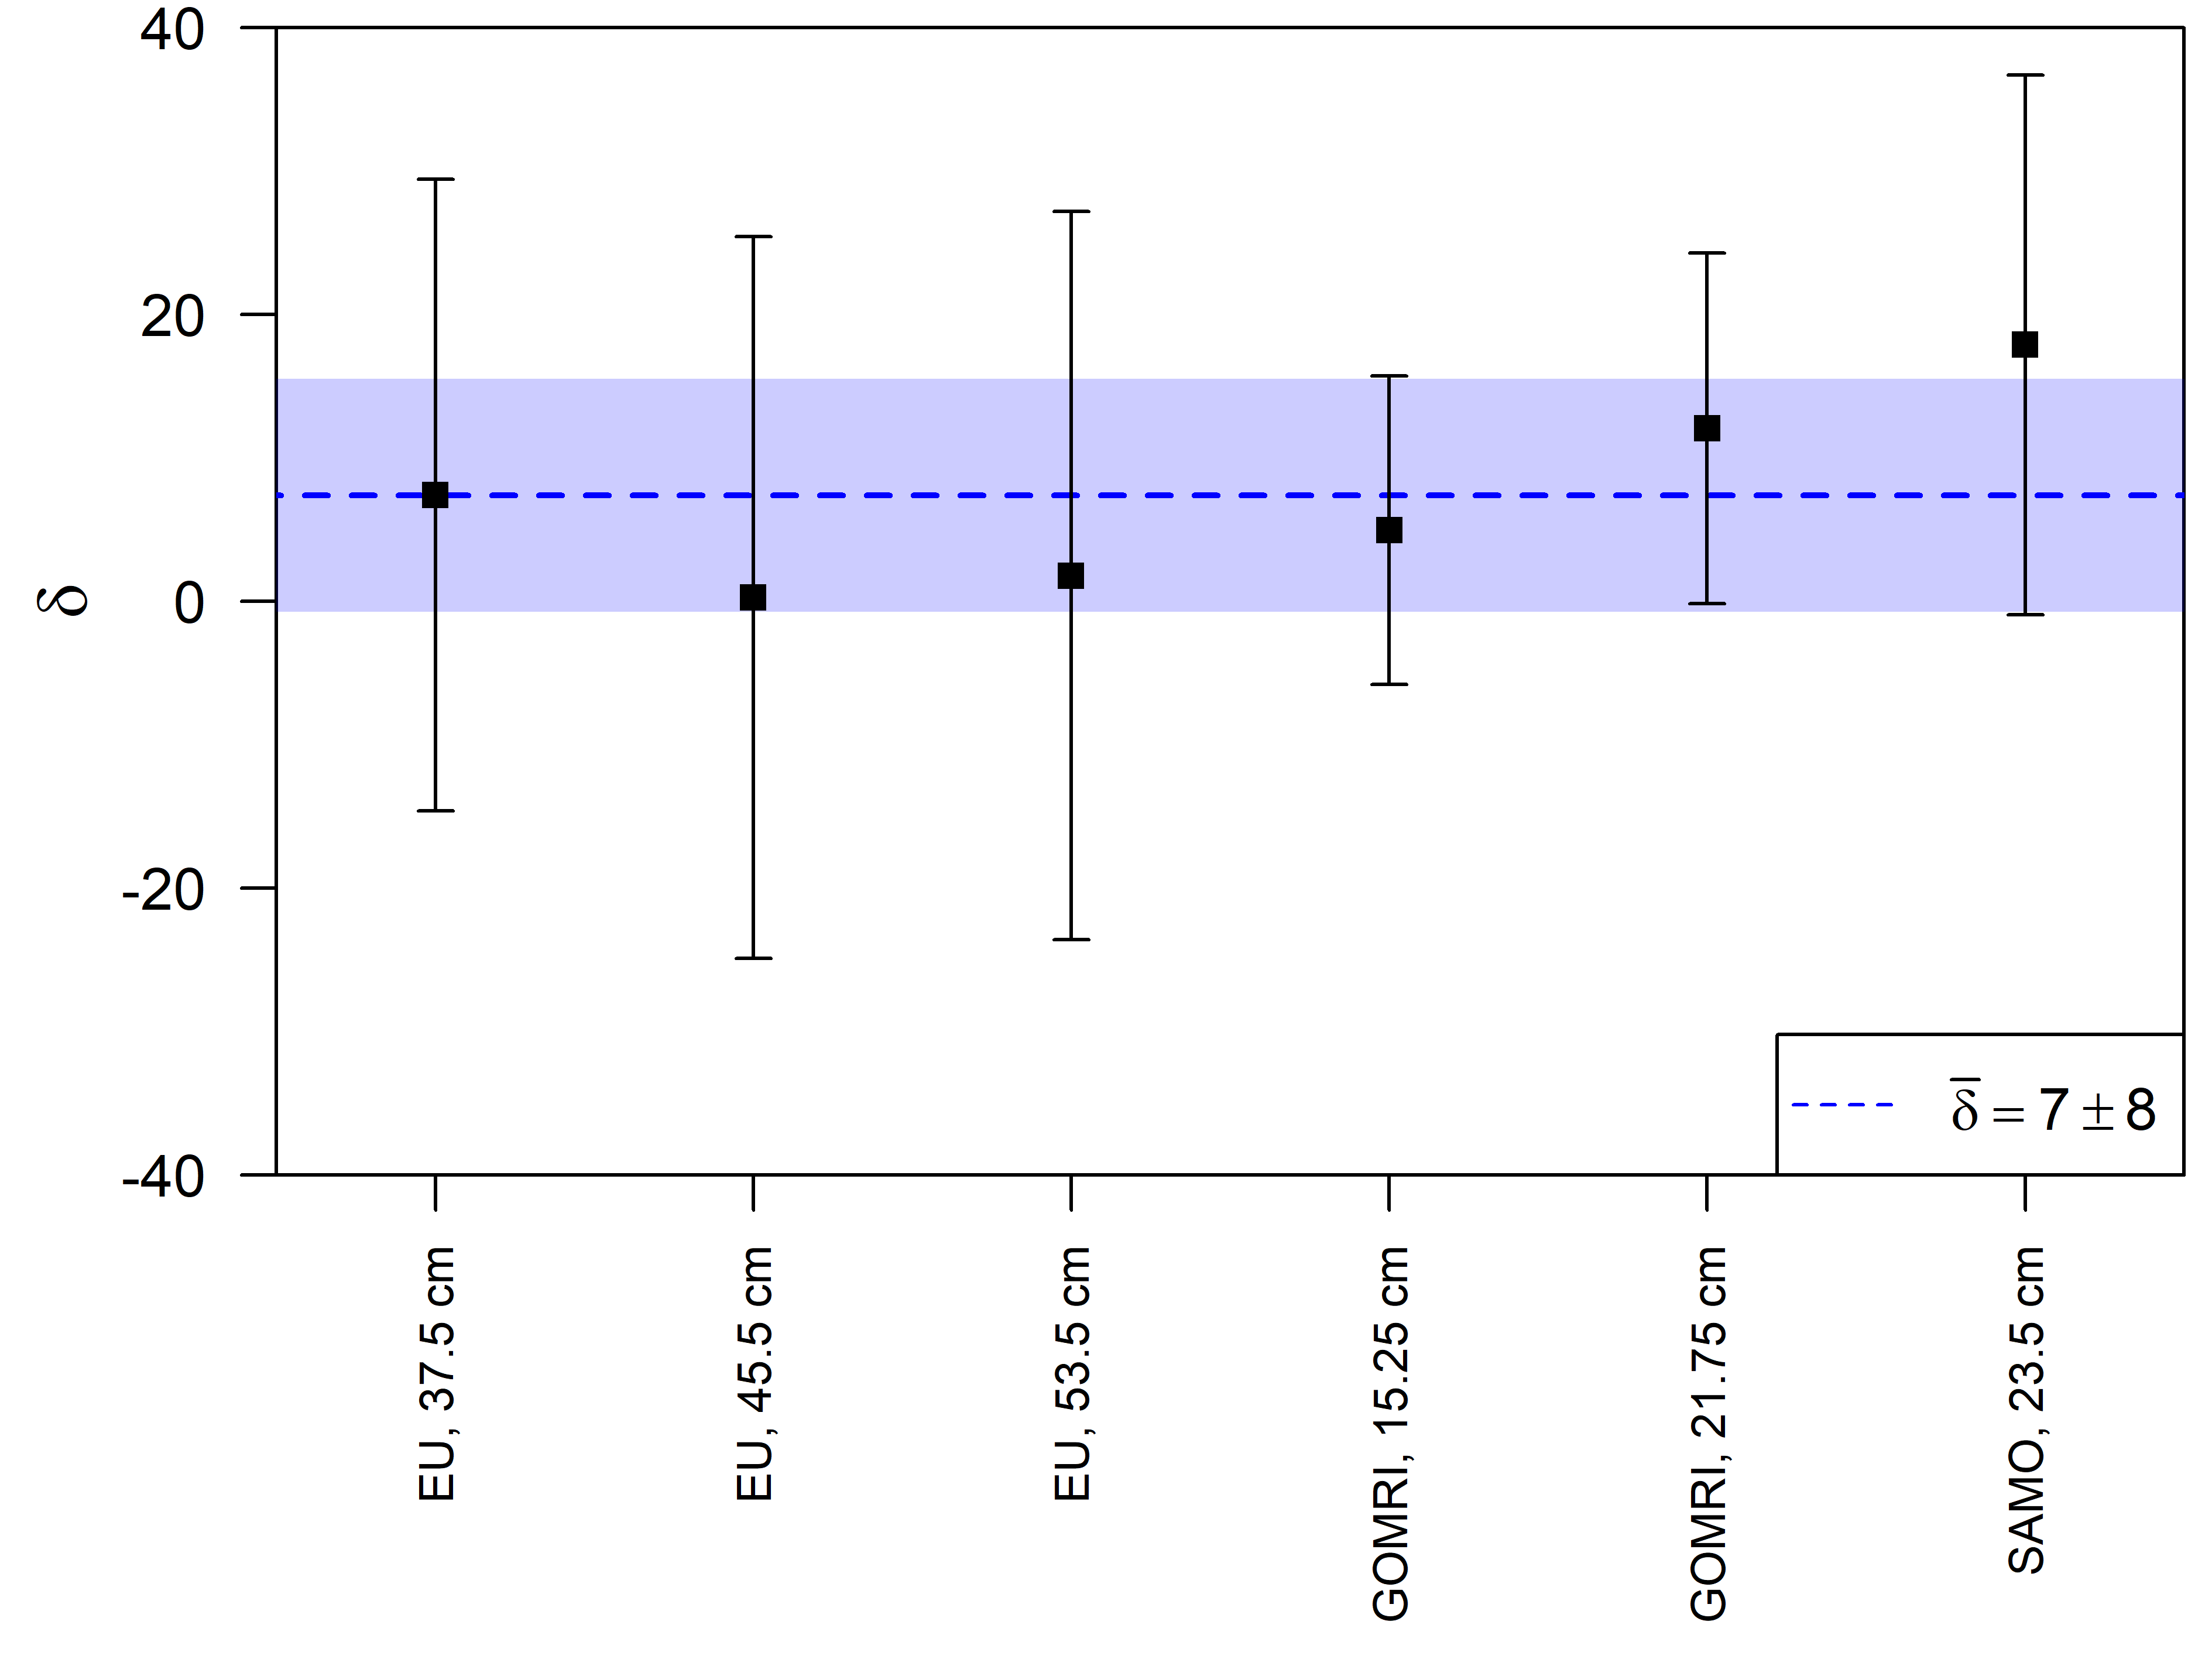 40
20
0
-20
-40
δ
δ̅ = 7 ± 8
EU, 37.5 cm
EU, 45.5 cm
EU, 53.5 cm
GOMRI, 15.25 cm
GOMRI, 21.75 cm
SAMO, 23.5 cm